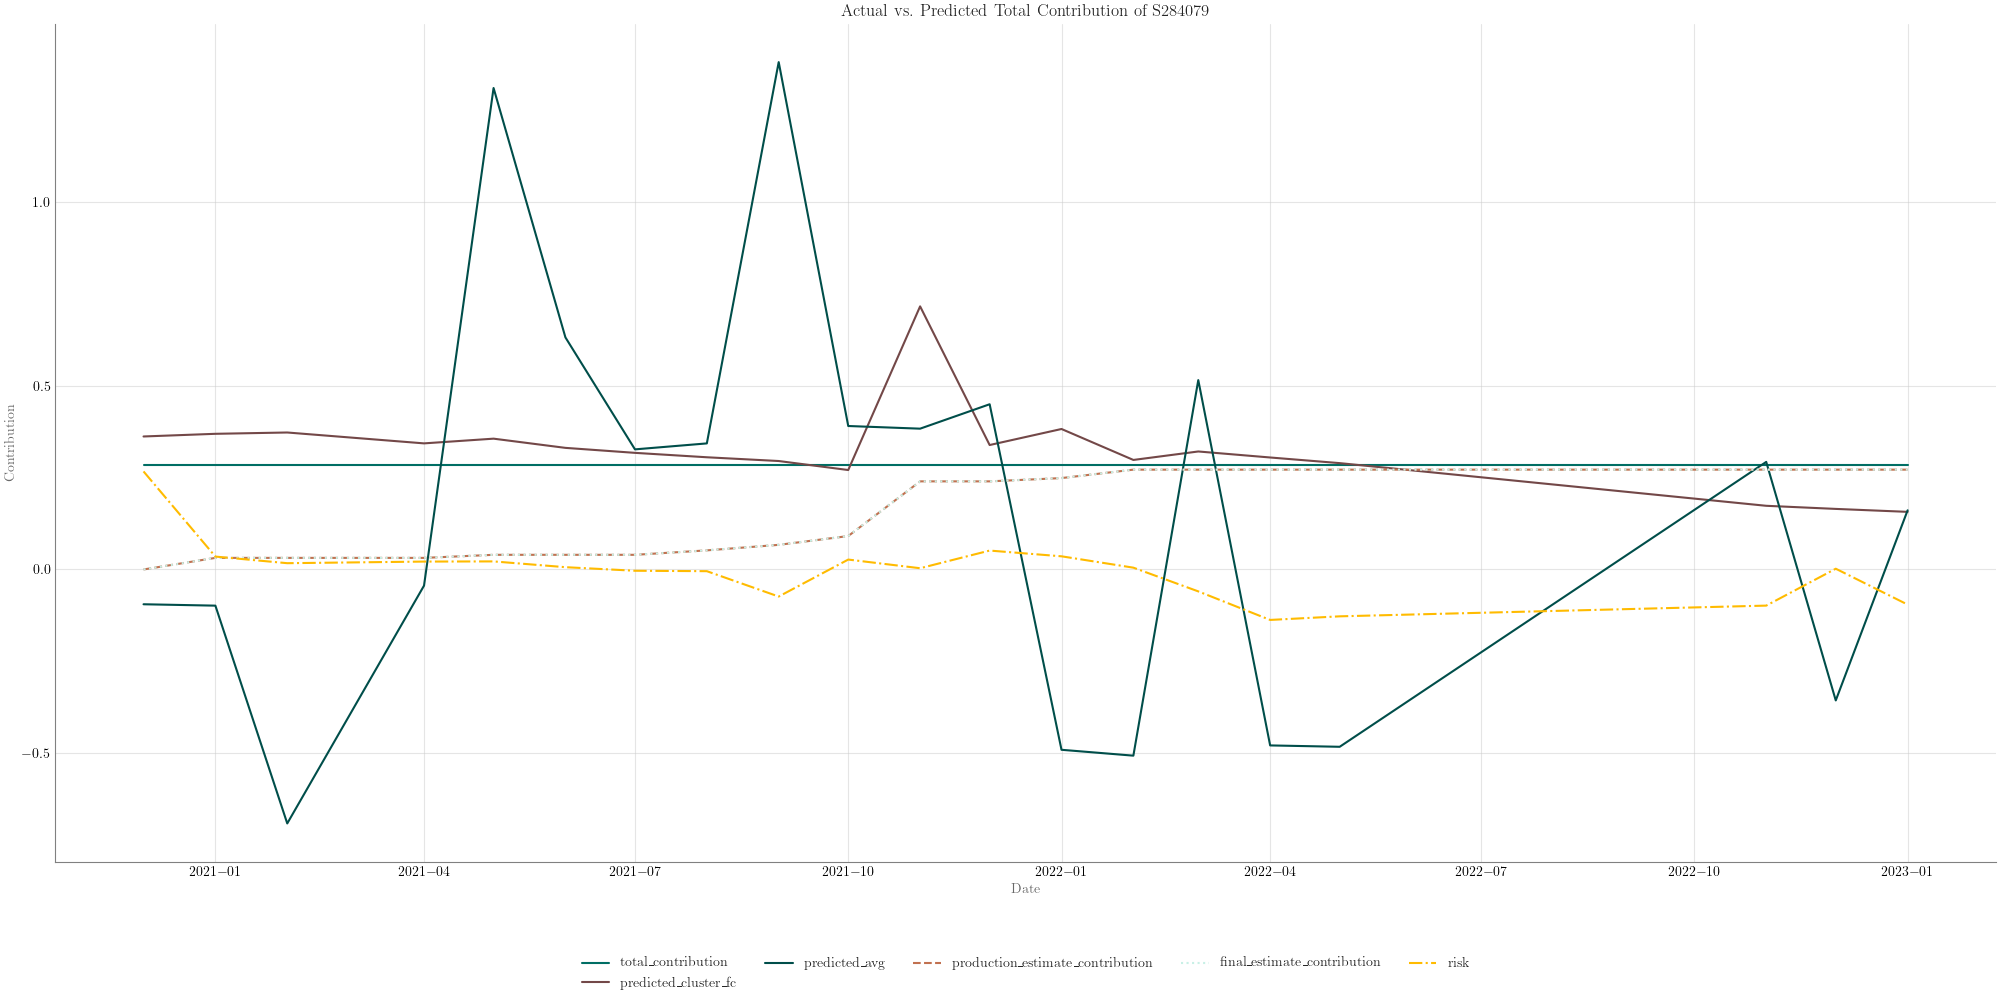 Actual vs. Predicted Total Contribution of S284079
Contribution
1.0
0.5
0.0
−0.5
2021−01 2021−04 2021−07 2021−10 2022−01 2022−04 2022−07 2022−10 2023−01
Date
total_contribution predicted_avg production_estimate_contribution final_estimate_contribution risk
predicted_cluster_fc